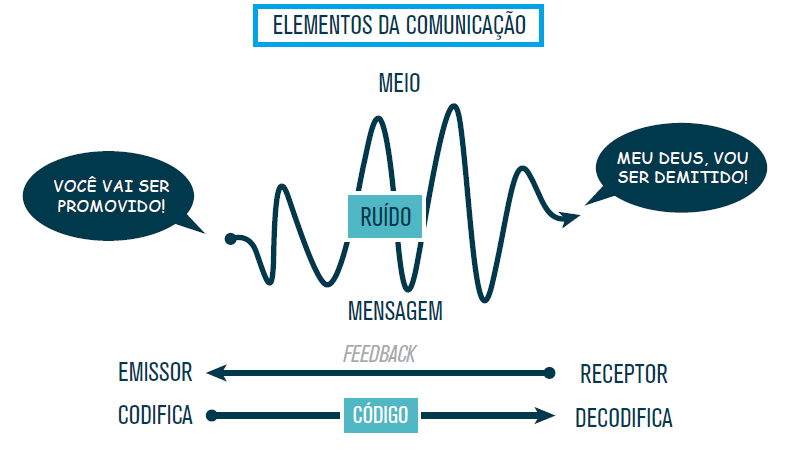 ELEMENTOS DA COMUNICAÇÃO
MEIO
VOCÊ VAI SER
PROMOVIDO!
MEU DEUS, VOU
SER DEMITIDO!
RUÍDO
MENSAGEM
FEEDBACK
EMISSOR
RECEPTOR
CODIFICA
CÓDIGO
DECODIFICA